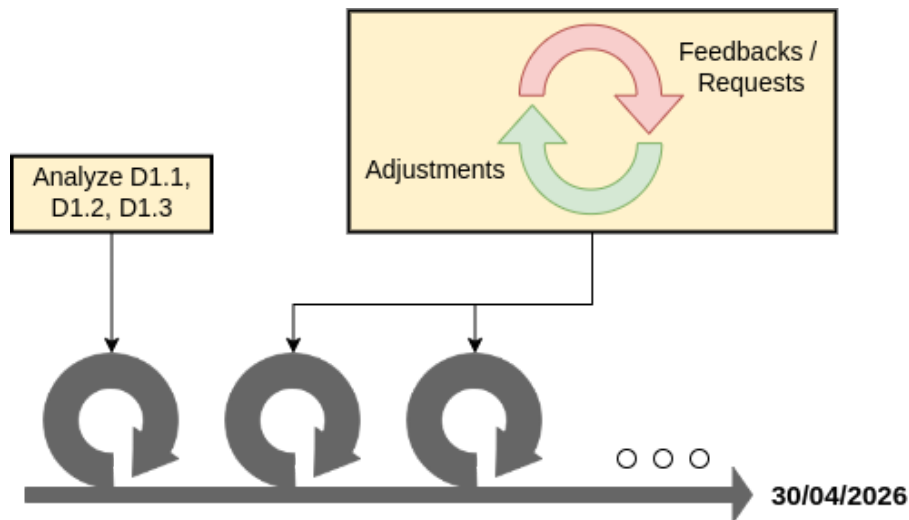 Feedbacks /
Requests
Adjustments
Analyze D1.1,
D1.2, D1.3
30/04/2026